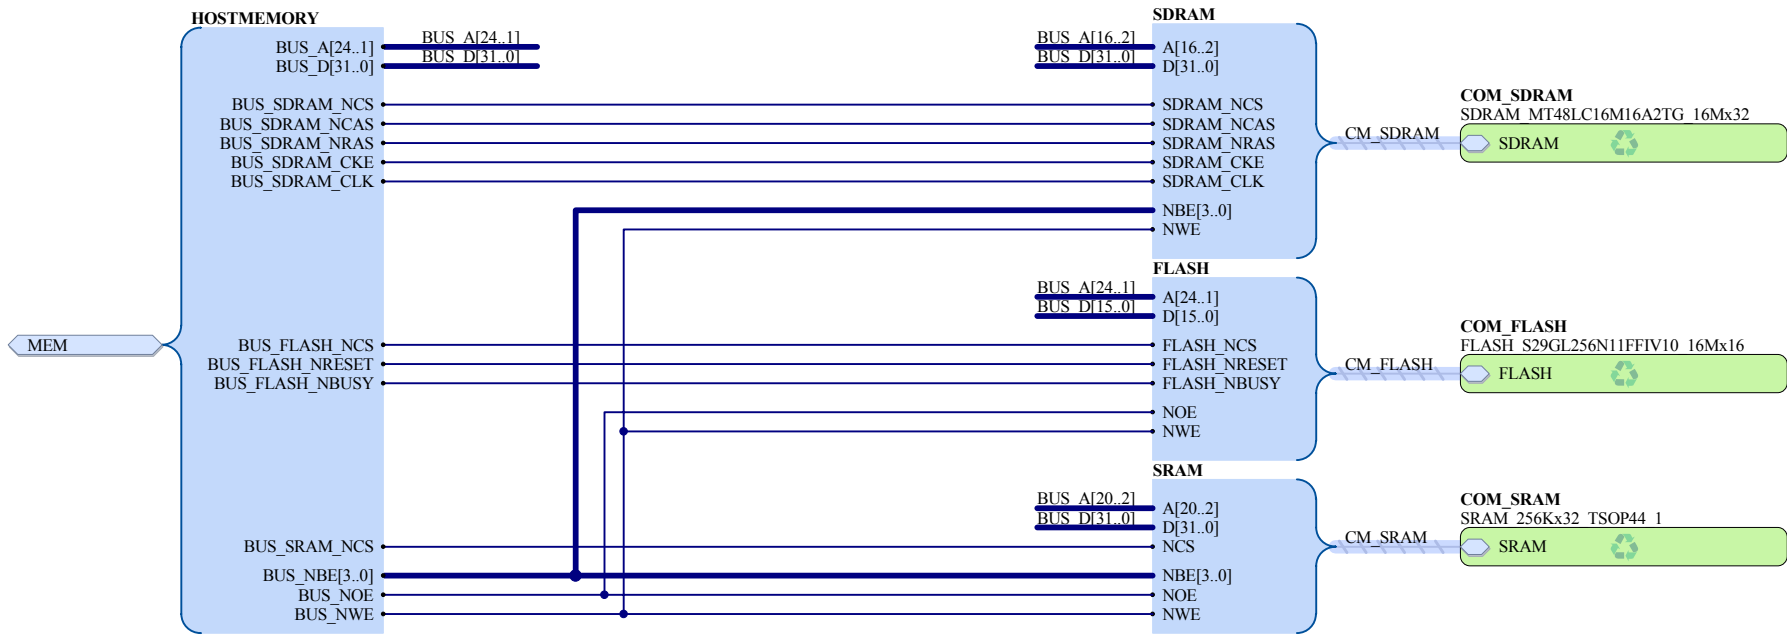 HOSTMEMORY
BUS_A[24..1]
BUS_D[31..0]
BUS_SDRAM_NCS
BUS_SDRAM_NCAS
BUS_SDRAM_NRAS
BUS_SDRAM_CKE
BUS_SDRAM_CLK
MEM
BUS_FLASH_NCS
BUS_FLASH_NRESET
BUS_FLASH_NBUSY
BUS_SRAM_NCS
BUS_NBE[3..0]
BUS_NOE
BUS_NWE
BUS_A[24..1]
BUS_D[31..0]
SDRAM
BUS_A[16..2]
BUS_D[31..0]
A[16..2]
D[31..0]
SDRAM_NCS
SDRAM_NCAS
SDRAM_NRAS
SDRAM_CKE
SDRAM_CLK
NBE[3..0]
NWE
CM_SDRAM
COM_SDRAM
SDRAM_MT48LC16M16A2TG_16Mx32
SDRAM
FLASH
BUS_A[24..1]
BUS_D[15..0]
A[24..1]
D[15..0]
FLASH_NCS
FLASH_NRESET
FLASH_NBUSY
NOE
NWE
CM_FLASH
COM_FLASH
FLASH_S29GL256N11FFIV10_16Mx16
FLASH
SRAM
BUS_A[20..2]
BUS_D[31..0]
A[20..2]
D[31..0]
NCS
NBE[3..0]
NOE
NWE
CM_SRAM
COM_SRAM
SRAM_256Kx32_TSOP44_1
SRAM